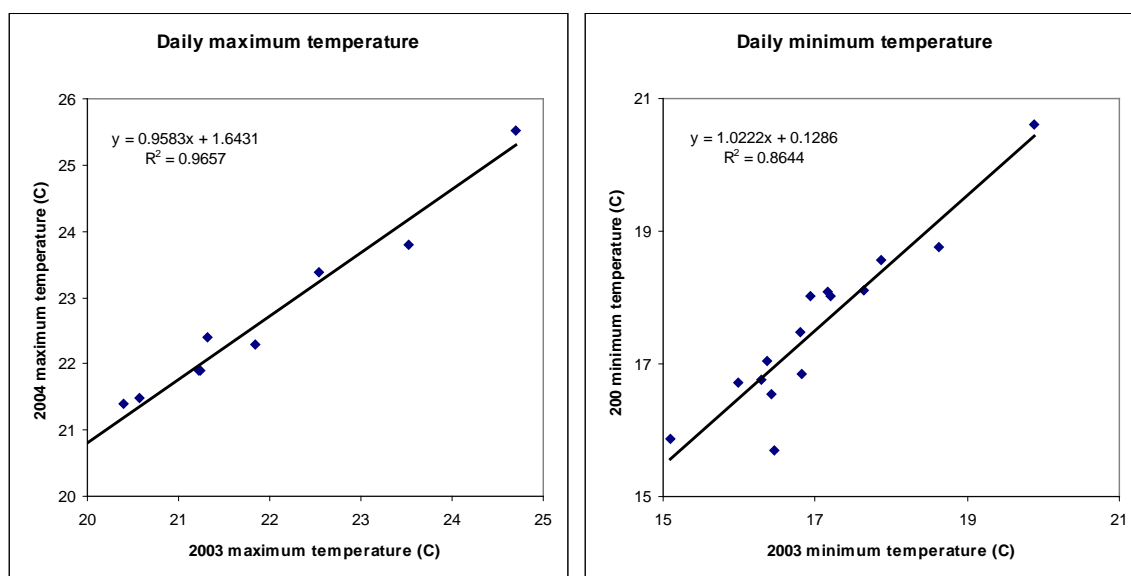 Daily maximum temperature
y = 0.9583x + 1.6431
R² = 0.9657
2004 maximum temperature (C)
26
25
24
23
22
21
20
20 21 22 23 24 25
2003 maximum temperature (C)
Daily minimum temperature
y = 1.0222x + 0.1286
R² = 0.8644
200 minimum temperature (C)
21
19
17
15
15 17 19 21
2003 minimum temperature (C)